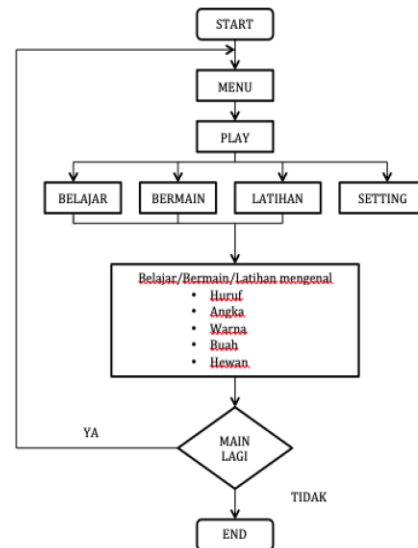 START
MENU
PLAY
BELAJAR
BERMAIN
LATIHAN
SETTING
Belajar/Bermain/Latihan mengenal
• Huruf
• Angka
• Warna
• Buah
• Hewan
YA
MAIN
LAGI
TIDAK
END